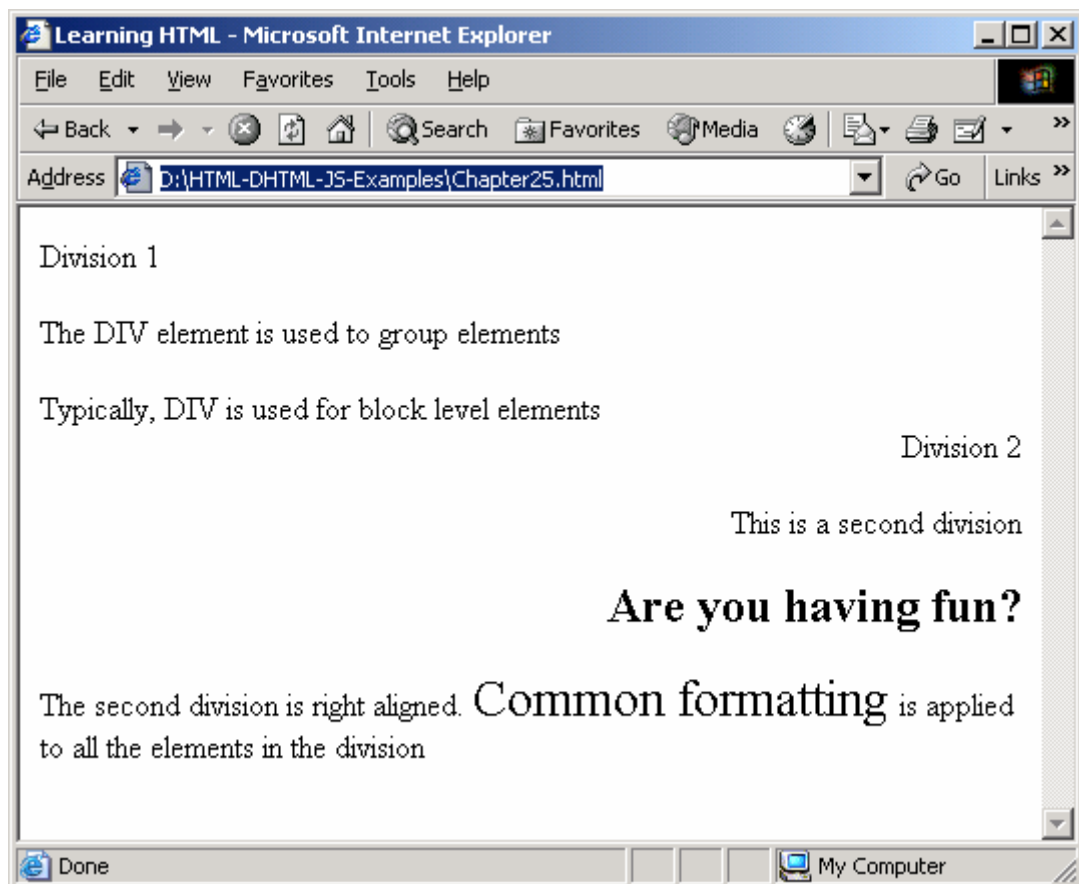 Learning HTML - Microsoft Internet Explorer
File Edit View Favorites Tools Help
Back Search Favorites Media »
Address D:\HTML-DHTML-JS-Examples\Chapter25.html Go Links »
Division 1
The DIV element is used to group elements
Typically, DIV is used for block level elements
Division 2
This is a second division
Are you having fun?
The second division is right aligned. Common formatting is applied
to all the elements in the division
Done My Computer